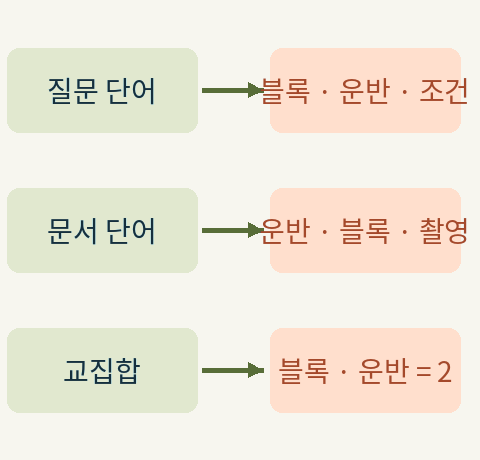 질문 단어 블록 · 운반 · 조건
문서 단어 운반 · 블록 · 촬영
교집합 블록 · 운반 = 2